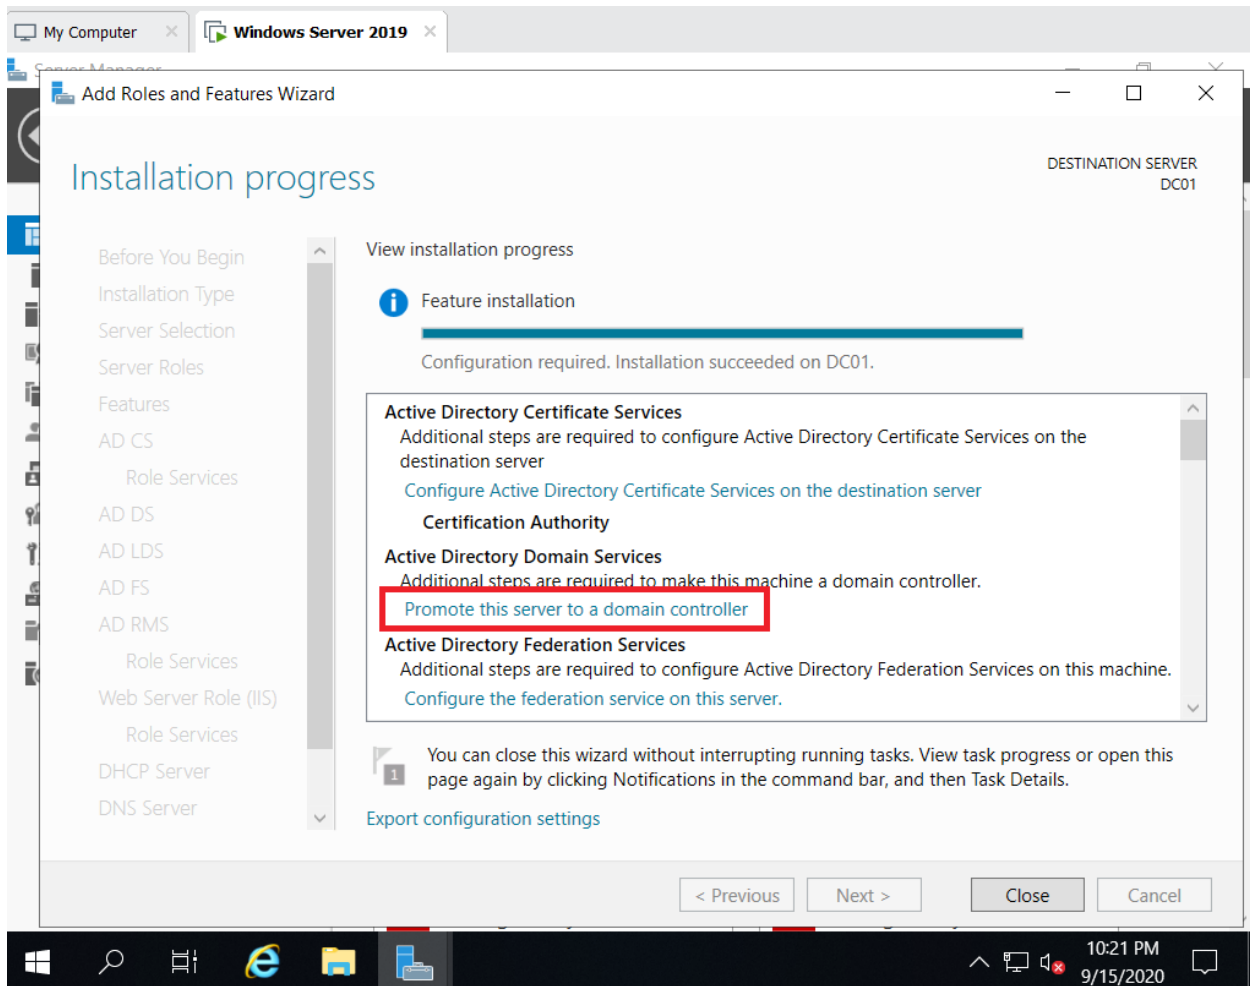 My Computer
Windows Server 2019
Server Manager
Add Roles and Features Wizard
Installation progress
DESTINATION SERVER
DC01
Before You Begin
Installation Type
Server Selection
Server Roles
Features
AD CS
Role Services
AD DS
AD LDS
AD FS
AD RMS
Role Services
Web Server Role (IIS)
Role Services
DHCP Server
DNS Server
View installation progress
Feature installation
Configuration required. Installation succeeded on DC01.
Active Directory Certificate Services
Additional steps are required to configure Active Directory Certificate Services on the
destination server
Configure Active Directory Certificate Services on the destination server
Certification Authority
Active Directory Domain Services
Additional steps are required to make this machine a domain controller.
Promote this server to a domain controller
Active Directory Federation Services
Additional steps are required to configure Active Directory Federation Services on this machine.
Configure the federation service on this server.
1
You can close this wizard without interrupting running tasks. View task progress or open this
page again by clicking Notifications in the command bar, and then Task Details.
Export configuration settings
< Previous
Next >
Close
Cancel
10:21 PM
9/15/2020